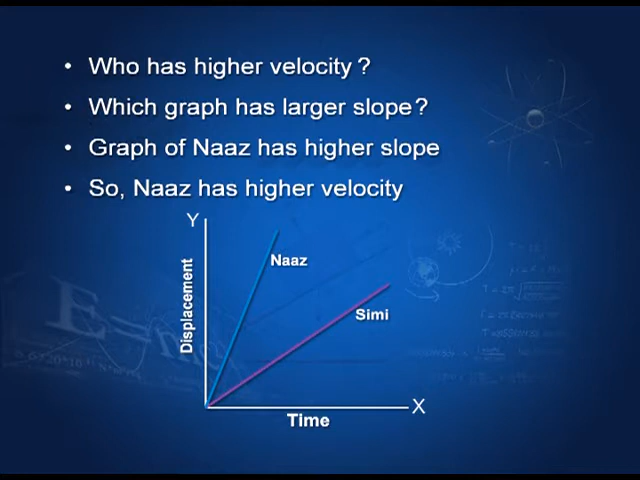 • Who has higher velocity ?
• Which graph has larger slope?
• Graph of Naaz has higher slope
• So, Naaz has higher velocity
Y
Naaz
Displacement
Simi
X
Time